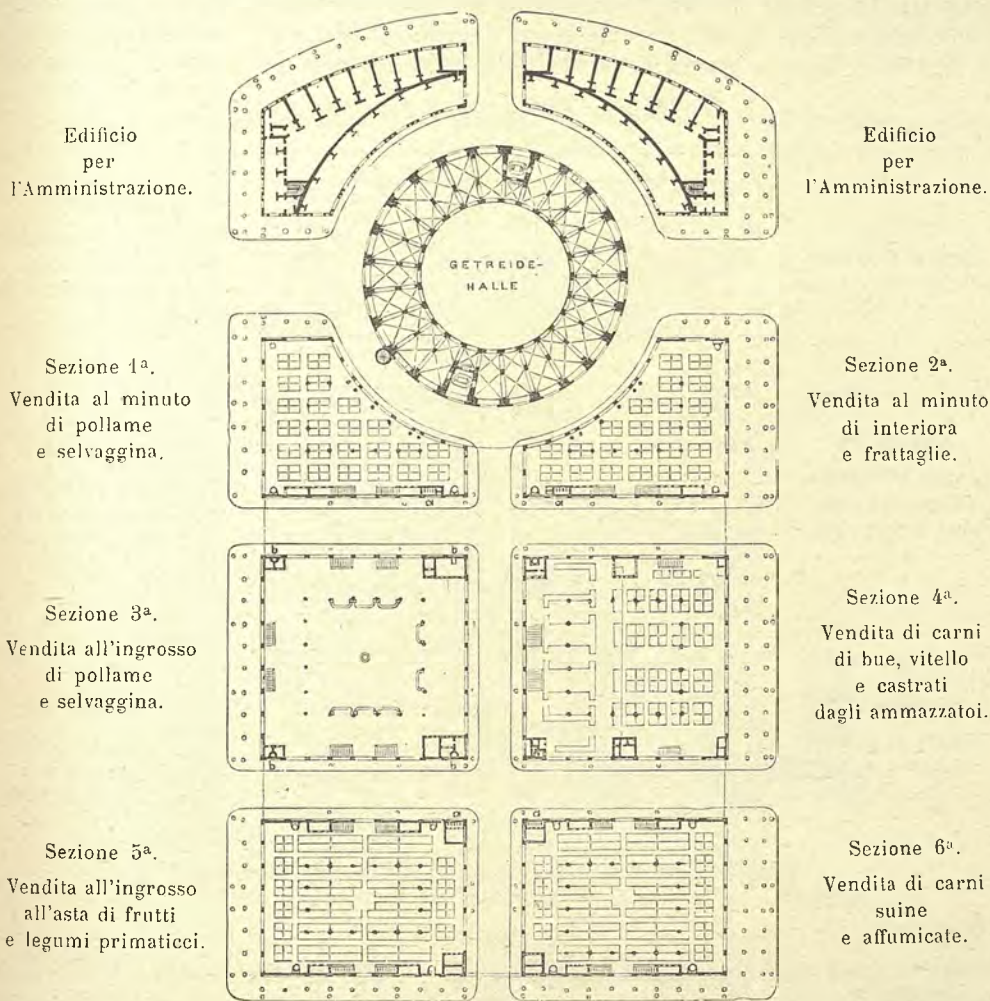 Edificio
per
l'Amministrazione.
Edificio
per
l'Amministrazione.
GETREIDE-
HALLE
Sezione 1ª.
Vendita al minuto
di pollame
e selvaggina.
Sezione 2ª.
Vendita al minuto
di interiora
e frattaglie.
a
a
Sezione 3ª.
Vendita all'ingrosso
di pollame
e selvaggina.
b
b
b
b
Sezione 4ª.
Vendita di carni
di bue, vitello
e castrati
dagli ammazzatoi.
Sezione 5ª.
Vendita all'ingrosso
all'asta di frutti
e legumi primaticci.
a
a
Sezione 6ª.
Vendita di carni
suine
e affumicate.